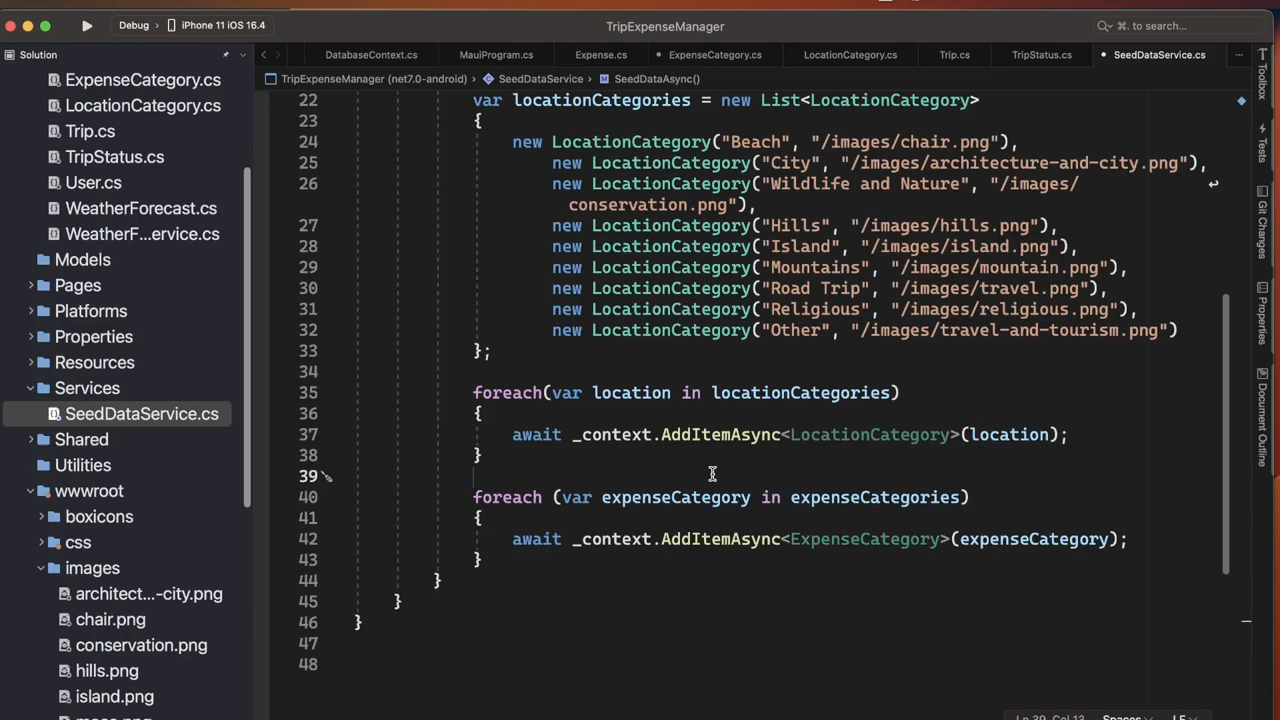 Debug > iPhone 11 iOS 16.4
TripExpenseManager
⌘. to search...
Solution
DatabaseContext.cs
MauiProgram.cs
Expense.cs
ExpenseCategory.cs
LocationCategory.cs
Trip.cs
TripStatus.cs
SeedDataService.cs
TripExpenseManager (net7.0-android) > SeedDataService > SeedDataAsync()
ExpenseCategory.cs
LocationCategory.cs
Trip.cs
TripStatus.cs
User.cs
WeatherForecast.cs
WeatherF...ervice.cs
Models
Pages
Platforms
Properties
Resources
Services
SeedDataService.cs
Shared
Utilities
wwwroot
boxicons
css
images
architect...-city.png
chair.png
conservation.png
hills.png
island.png
22 var locationCategories = new List<LocationCategory>
23 {
24 new LocationCategory("Beach", "/images/chair.png"),
25 new LocationCategory("City", "/images/architecture-and-city.png"),
26 new LocationCategory("Wildlife and Nature", "/images/
conservation.png"),
27 new LocationCategory("Hills", "/images/hills.png"),
28 new LocationCategory("Island", "/images/island.png"),
29 new LocationCategory("Mountains", "/images/mountain.png"),
30 new LocationCategory("Road Trip", "/images/travel.png"),
31 new LocationCategory("Religious", "/images/religious.png"),
32 new LocationCategory("Other", "/images/travel-and-tourism.png")
33 };
34
35 foreach(var location in locationCategories)
36 {
37 await _context.AddItemAsync<LocationCategory>(location);
38 }
39
40 foreach (var expenseCategory in expenseCategories)
41 {
42 await _context.AddItemAsync<ExpenseCategory>(expenseCategory);
43 }
44 }
45 }
46 }
47
48
Toolbox
Tests
Git Changes
Properties
Document Outline
Ln 39, Col 13
Spaces
LF